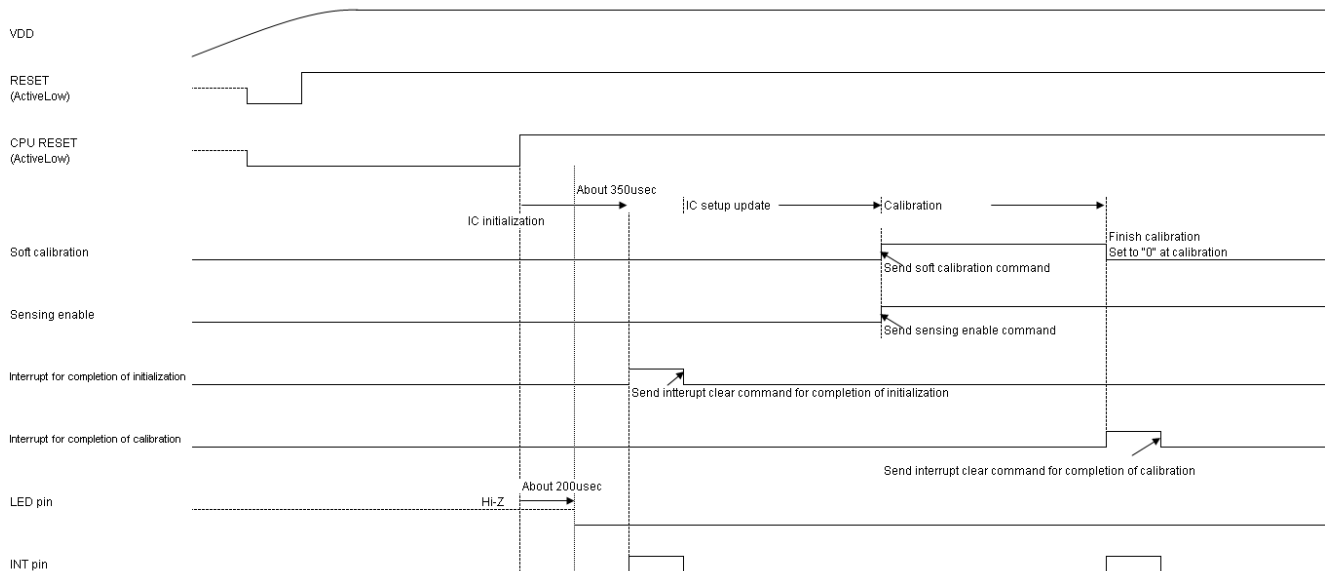 VDD
RESET
(ActiveLow)
CPU RESET
(ActiveLow)
About 350usec
IC setup update
Calibration
IC initialization
Finish calibration
Soft calibration
Set to "0" at calibration
Send soft calibration command
Sensing enable
Send sensing enable command
Interrupt for completion of initialization
Send intterupt clear command for completion of initialization
Interrupt for completion of calibration
Send interrupt clear command for completion of calibration
About 200usec
LED pin
Hi-Z
INT pin